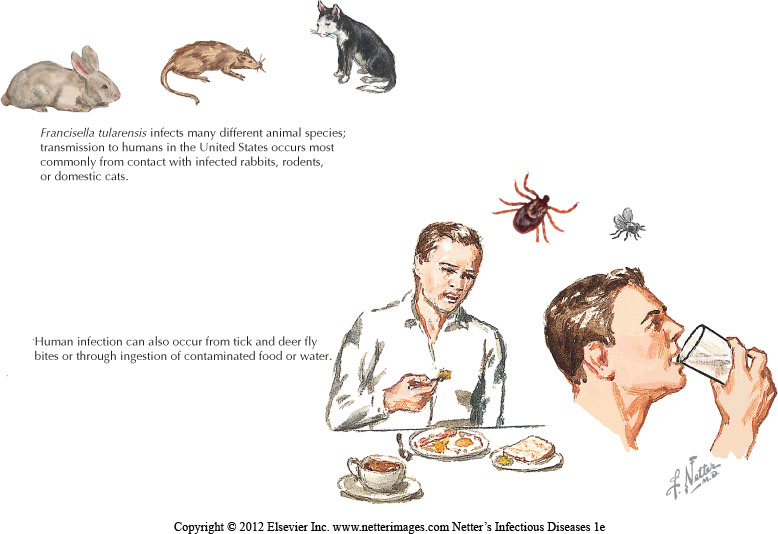 Francisella tularensis infects many different animal species;
transmission to humans in the United States occurs most
commonly from contact with infected rabbits, rodents,
or domestic cats.
Human infection can also occur from tick and deer fly
bites or through ingestion of contaminated food or water.
F. Netter
M.D.
Copyright © 2012 Elsevier Inc. www.netterimages.com Netter's Infectious Diseases 1e